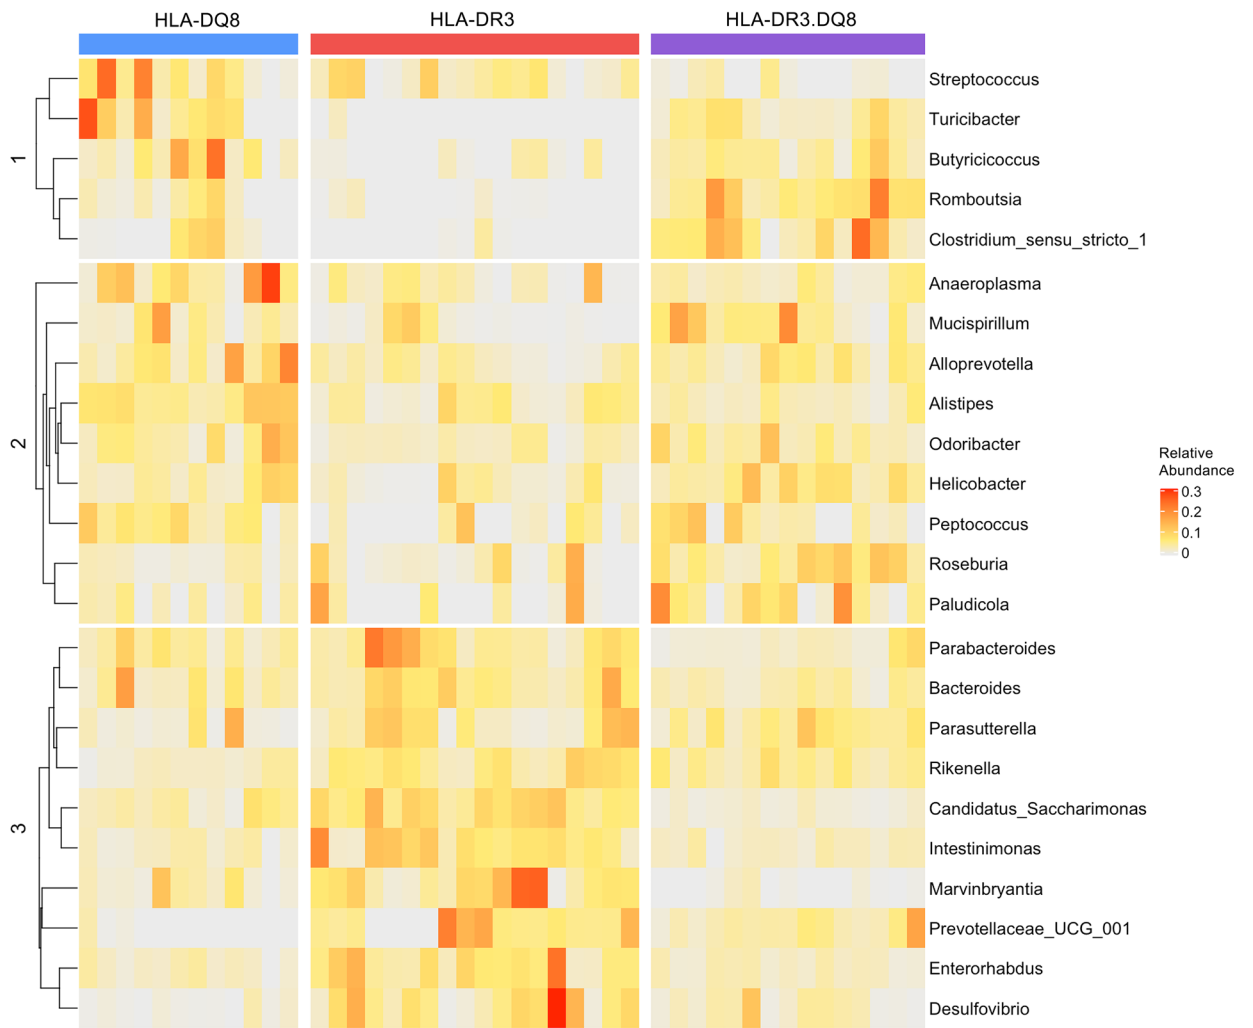 HLA-DQ8
HLA-DR3
HLA-DR3.DQ8
1
Streptococcus
Turicibacter
Butyricicoccus
Romboutsia
Clostridium_sensu_stricto_1
2
Anaeroplasma
Mucispirillum
Alloprevotella
Alistipes
Odoribacter
Helicobacter
Peptococcus
Roseburia
Paludicola
3
Parabacteroides
Bacteroides
Parasutterella
Rikenella
Candidatus_Saccharimonas
Intestinimonas
Marvinbryantia
Prevotellaceae_UCG_001
Enterorhabdus
Desulfovibrio
Relative
Abundance
0.3
0.2
0.1
0